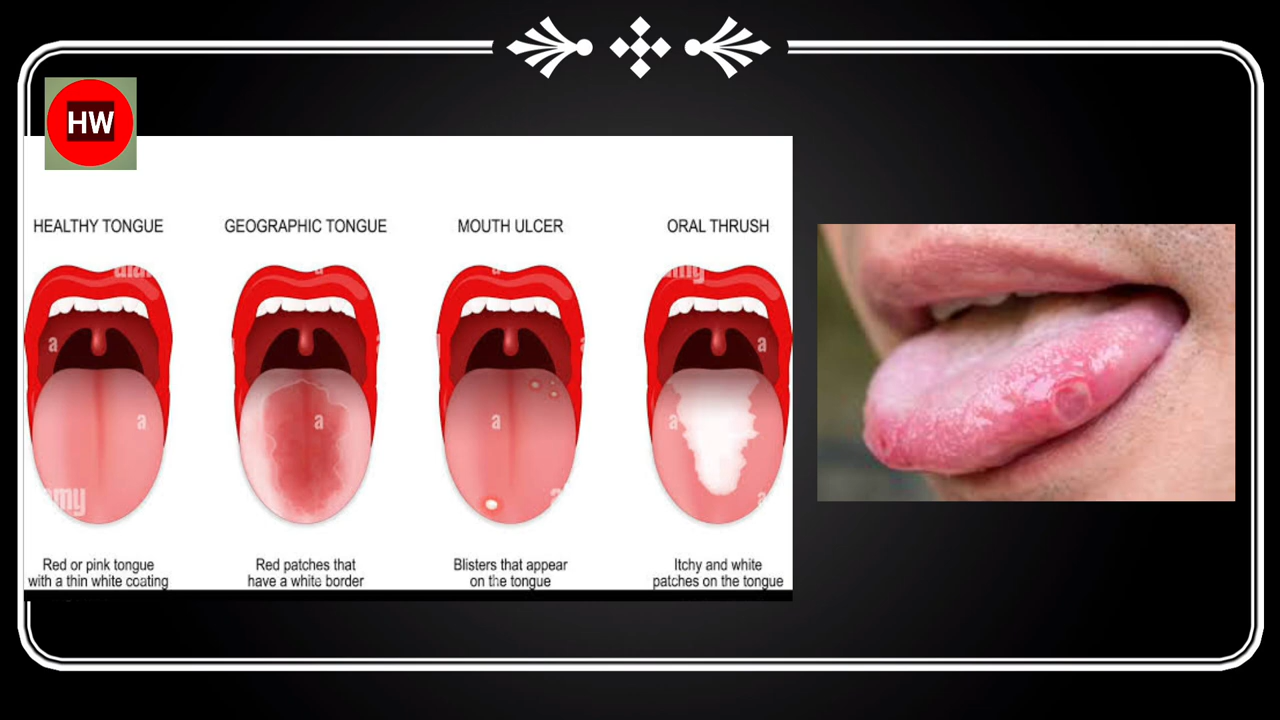 HW
HEALTHY TONGUE
GEOGRAPHIC TONGUE
MOUTH ULCER
ORAL THRUSH
Red or pink tongue
with a thin white coating
Red patches that
have a white border
Blisters that appear
on the tongue
Itchy and white
patches on the tongue